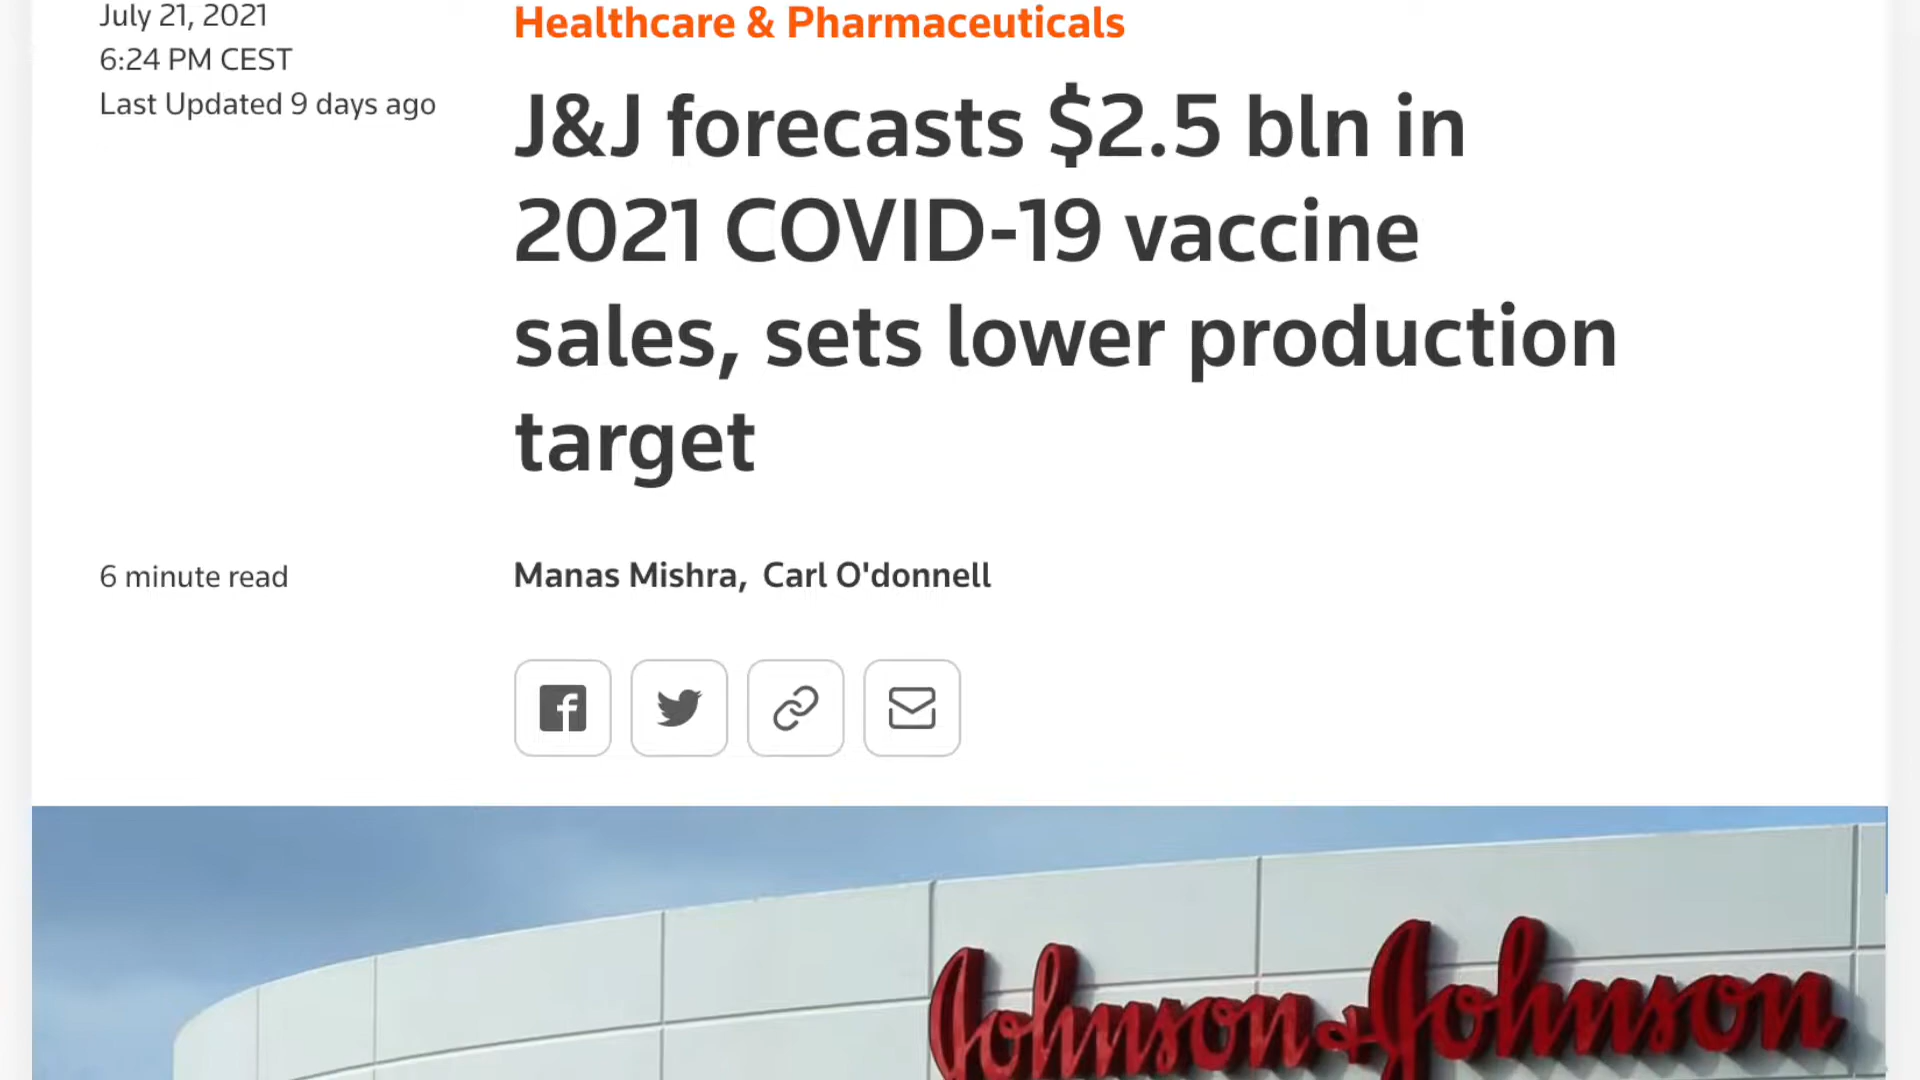 July 21, 2021
6:24 PM CEST
Last Updated 9 days ago
Healthcare & Pharmaceuticals
J&J forecasts $2.5 bln in
2021 COVID-19 vaccine
sales, sets lower production
target
6 minute read
Manas Mishra, Carl O'donnell
Johnson & Johnson